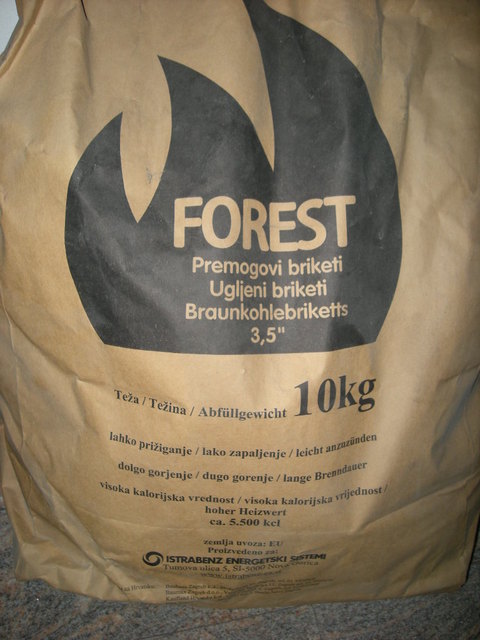 FOREST
Premogovi briketi
Ugljeni briketi
Braunkohlebriketts
3,5"
Teža / Težina / Abfüllgewicht 10kg
lahko prižiganje / lako zapaljenje / leicht anzuzünden
dolgo gorjenje / dugo gorenje / lange Brenndauer
visoka kalorijska vrednost / visoka kalorijska vrijednost /
hoher Heizwert
ca. 5.500 kcl
zemlja uvoza: EU
Proizvedeno za:
ISTRABENZ ENERGETSKI SISTEMI
Tumova ulica 5, SI-5000 Nova Gorica
za Hrvatsku: